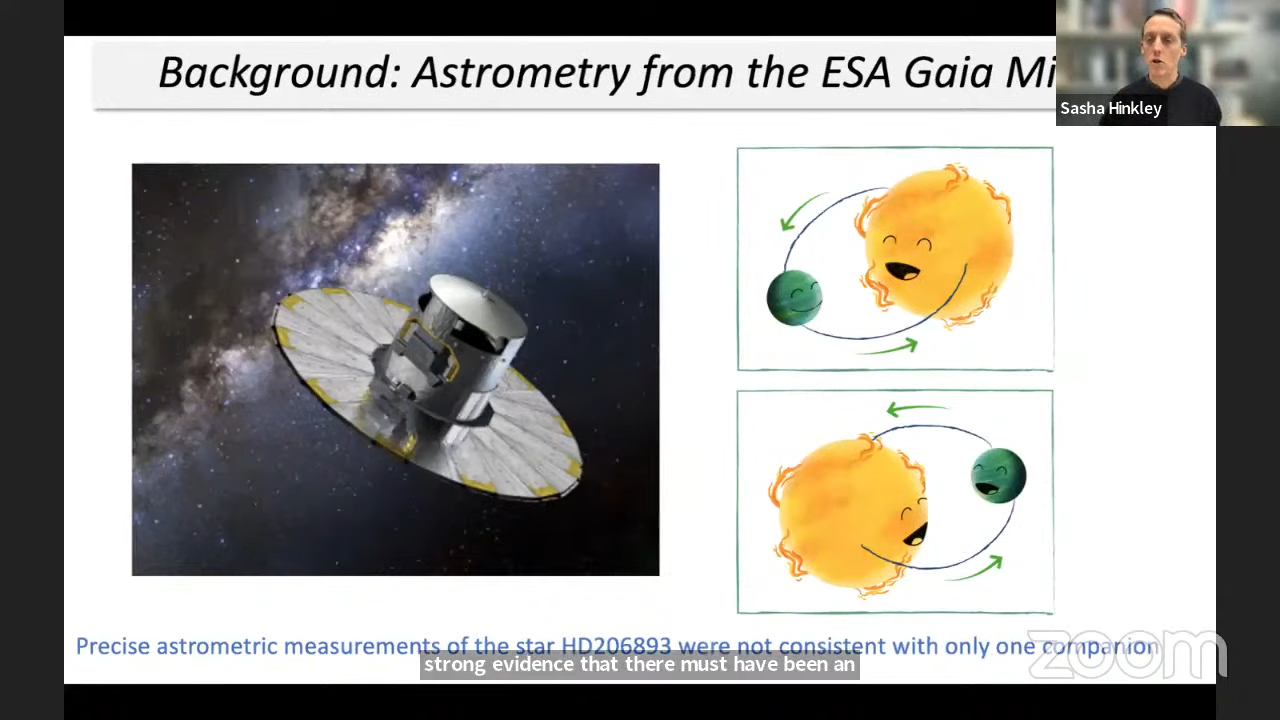 Background: Astrometry from the ESA Gaia Mi
Sasha Hinkley
Precise astrometric measurements of the star HD206893 were not consistent with only one companion
strong evidence that there must have been an
zoom